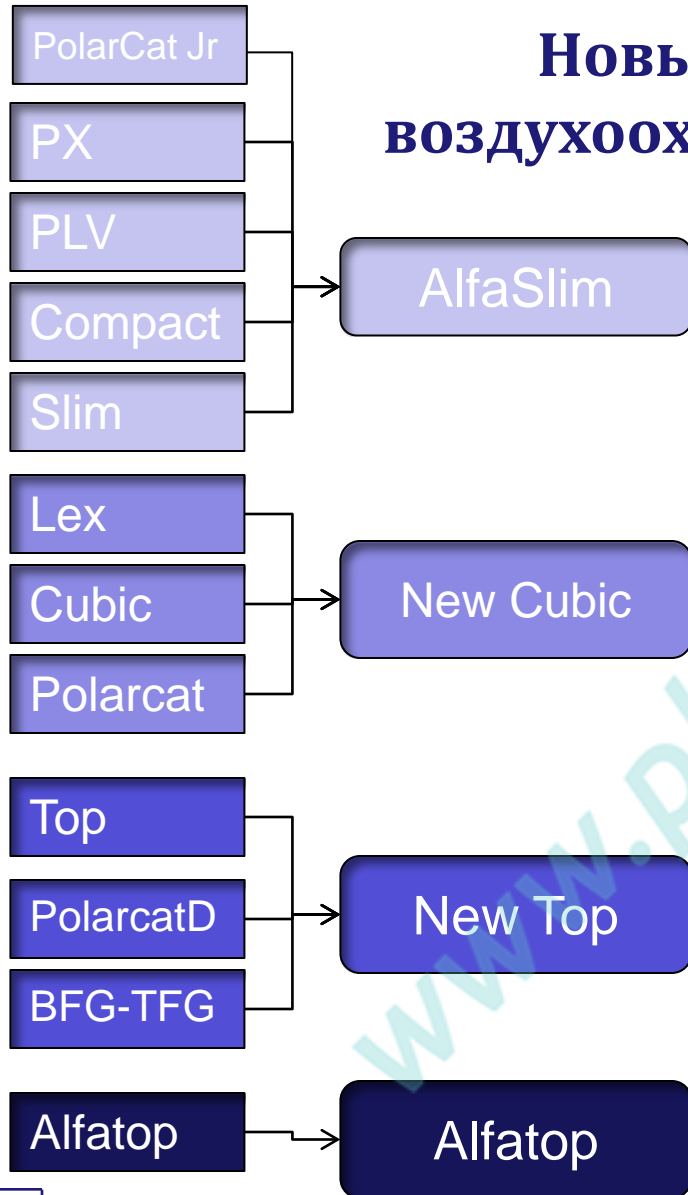 Новы
воздухоох
PolarCat Jr
PX
PLV
Compact
Slim
AlfaSlim
Lex
Cubic
Polarcat
New Cubic
Top
PolarcatD
BFG-TFG
New Top
Alfatop
Alfatop
www.p